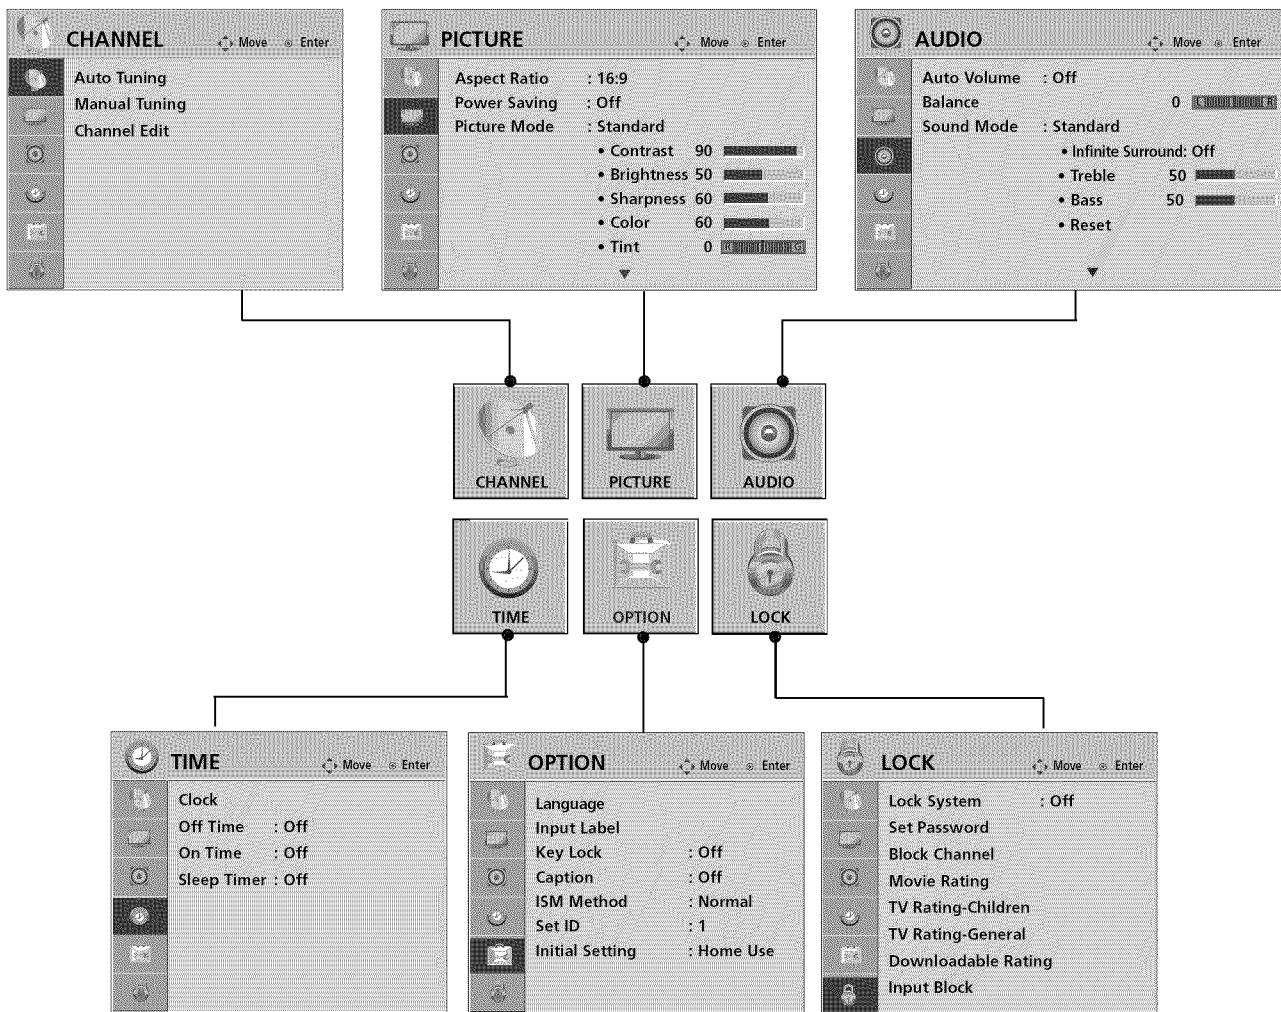 CHANNEL
Move Enter
Auto Tuning
Manual Tuning
Channel Edit
PICTURE
Move Enter
Aspect Ratio : 16:9
Power Saving : Off
Picture Mode : Standard
• Contrast 90
• Brightness 50
• Sharpness 60
• Color 60
• Tint 0 R G
AUDIO
Move Enter
Auto Volume : Off
Balance 0 L R
Sound Mode : Standard
• Infinite Surround: Off
• Treble 50
• Bass 50
• Reset
CHANNEL
PICTURE
AUDIO
TIME
OPTION
LOCK
TIME
Move Enter
Clock
Off Time : Off
On Time : Off
Sleep Timer : Off
OPTION
Move Enter
Language
Input Label
Key Lock : Off
Caption : Off
ISM Method : Normal
Set ID : 1
Initial Setting : Home Use
LOCK
Move Enter
Lock System : Off
Set Password
Block Channel
Movie Rating
TV Rating-Children
TV Rating-General
Downloadable Rating
Input Block